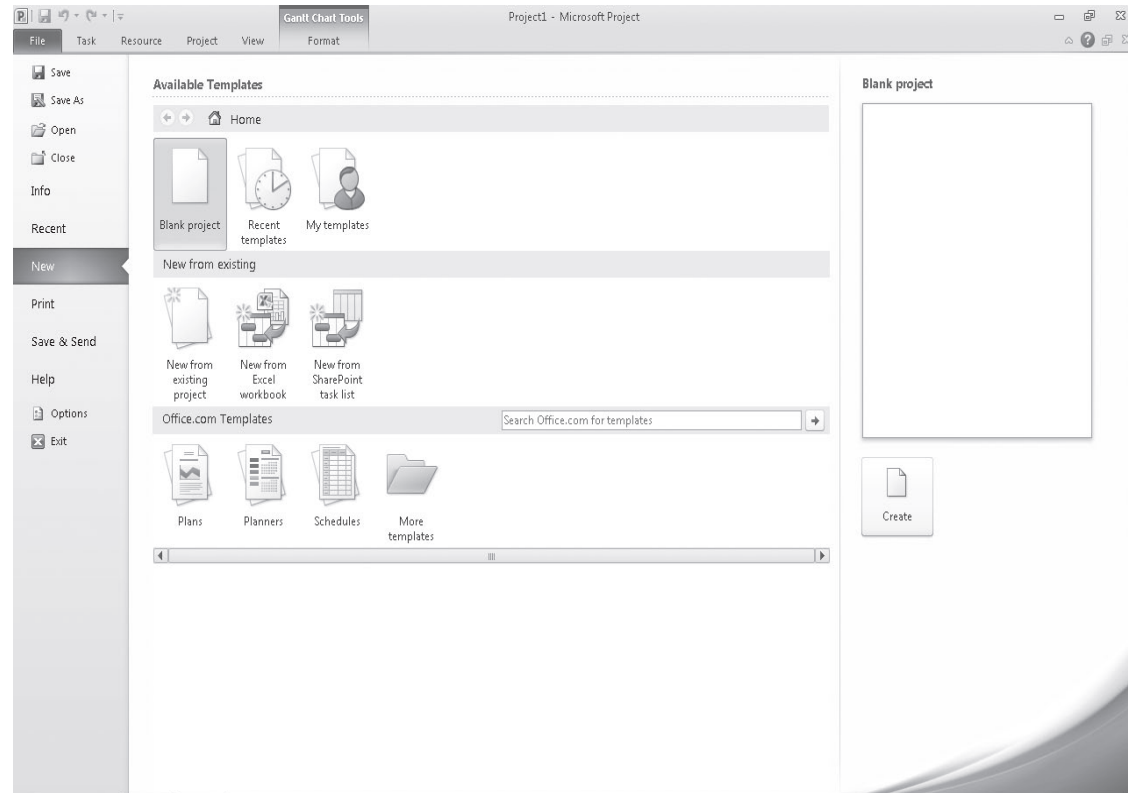 Gantt Chart Tools
Project1 - Microsoft Project
File Task Resource Project View Format
Save
Save As
Open
Close
Info
Recent
New
Print
Save & Send
Help
Options
Exit
Available Templates
Home
Blank project
Recent
templates
My templates
New from existing
New from
existing
project
New from
Excel
workbook
New from
SharePoint
task list
Office.com Templates
Search Office.com for templates
Plans
Planners
Schedules
More
templates
Blank project
Create